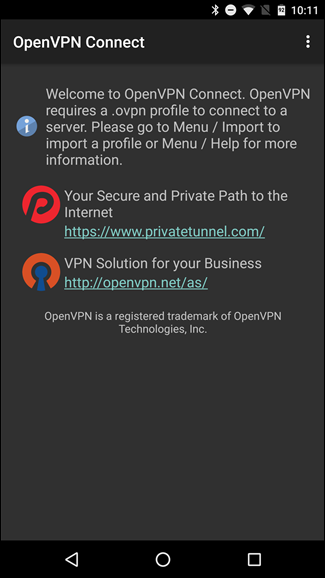 10:11
OpenVPN Connect
Welcome to OpenVPN Connect. OpenVPN
requires a .ovpn profile to connect to a
server. Please go to Menu / Import to
import a profile or Menu / Help for more
information.
Your Secure and Private Path to the
Internet
https://www.privatetunnel.com/
VPN Solution for your Business
http://openvpn.net/as/
OpenVPN is a registered trademark of OpenVPN
Technologies, Inc.